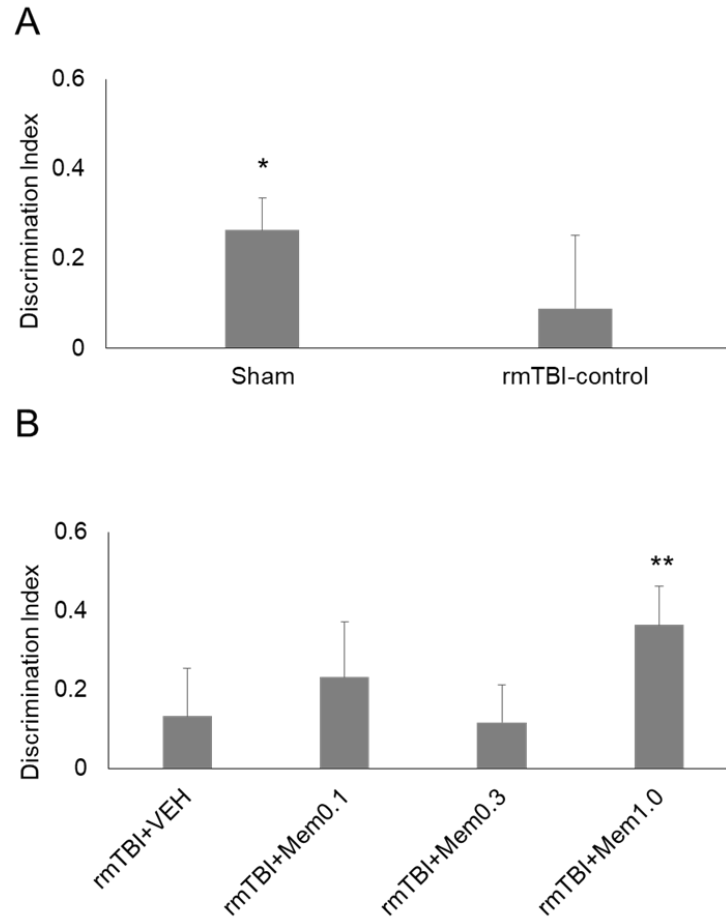 A
Discrimination Index
0.6
0.4
0.2
0
*
Sham
rmTBI-control
B
Discrimination Index
0.6
0.4
0.2
0
**
rmTBI+VEH
rmTBI+Mem0.1
rmTBI+Mem0.3
rmTBI+Mem1.0